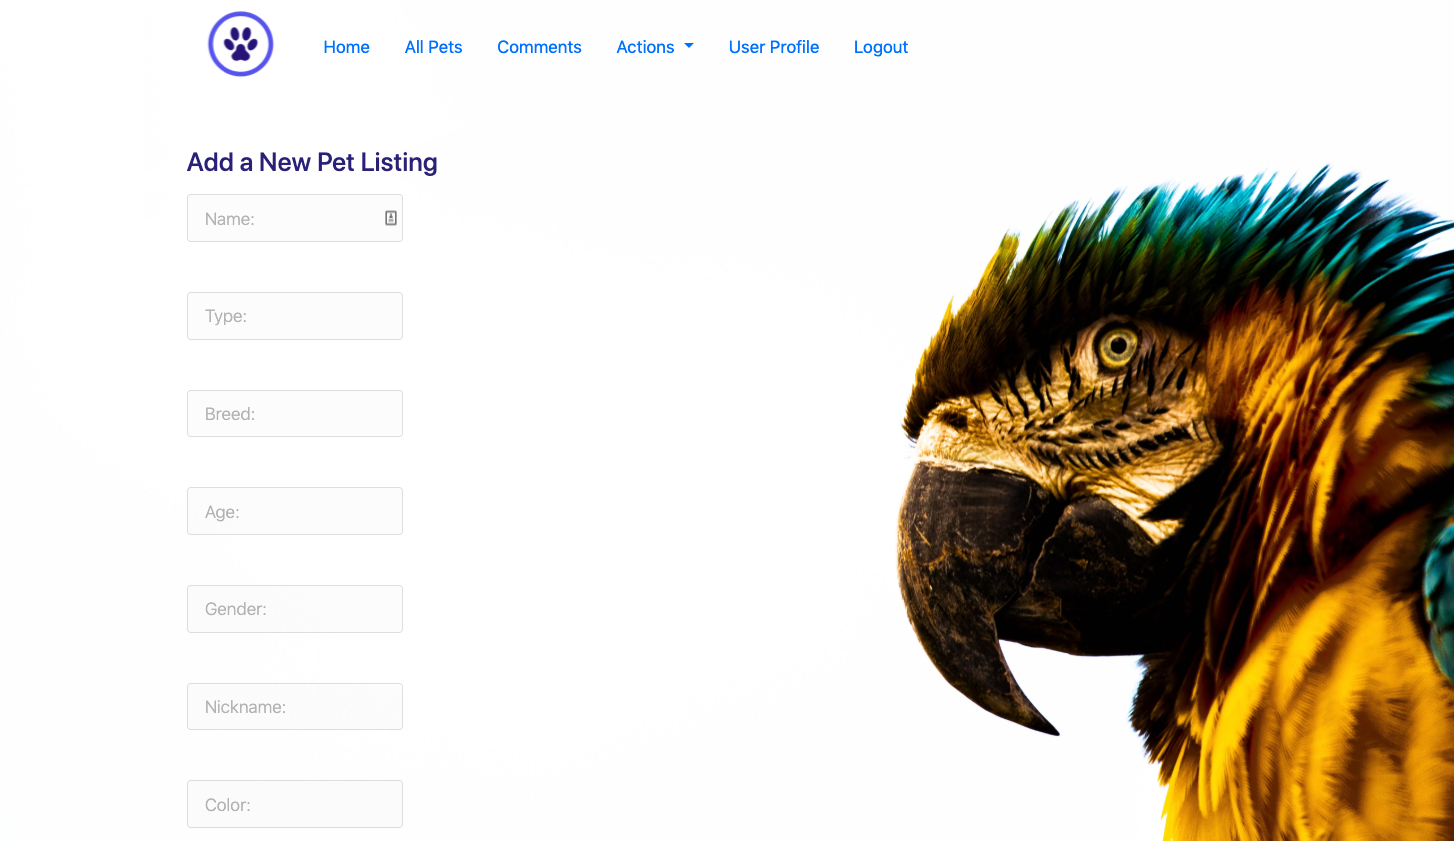 Home All Pets Comments Actions User Profile Logout
Add a New Pet Listing
Name:
Type:
Breed:
Age:
Gender:
Nickname:
Color: